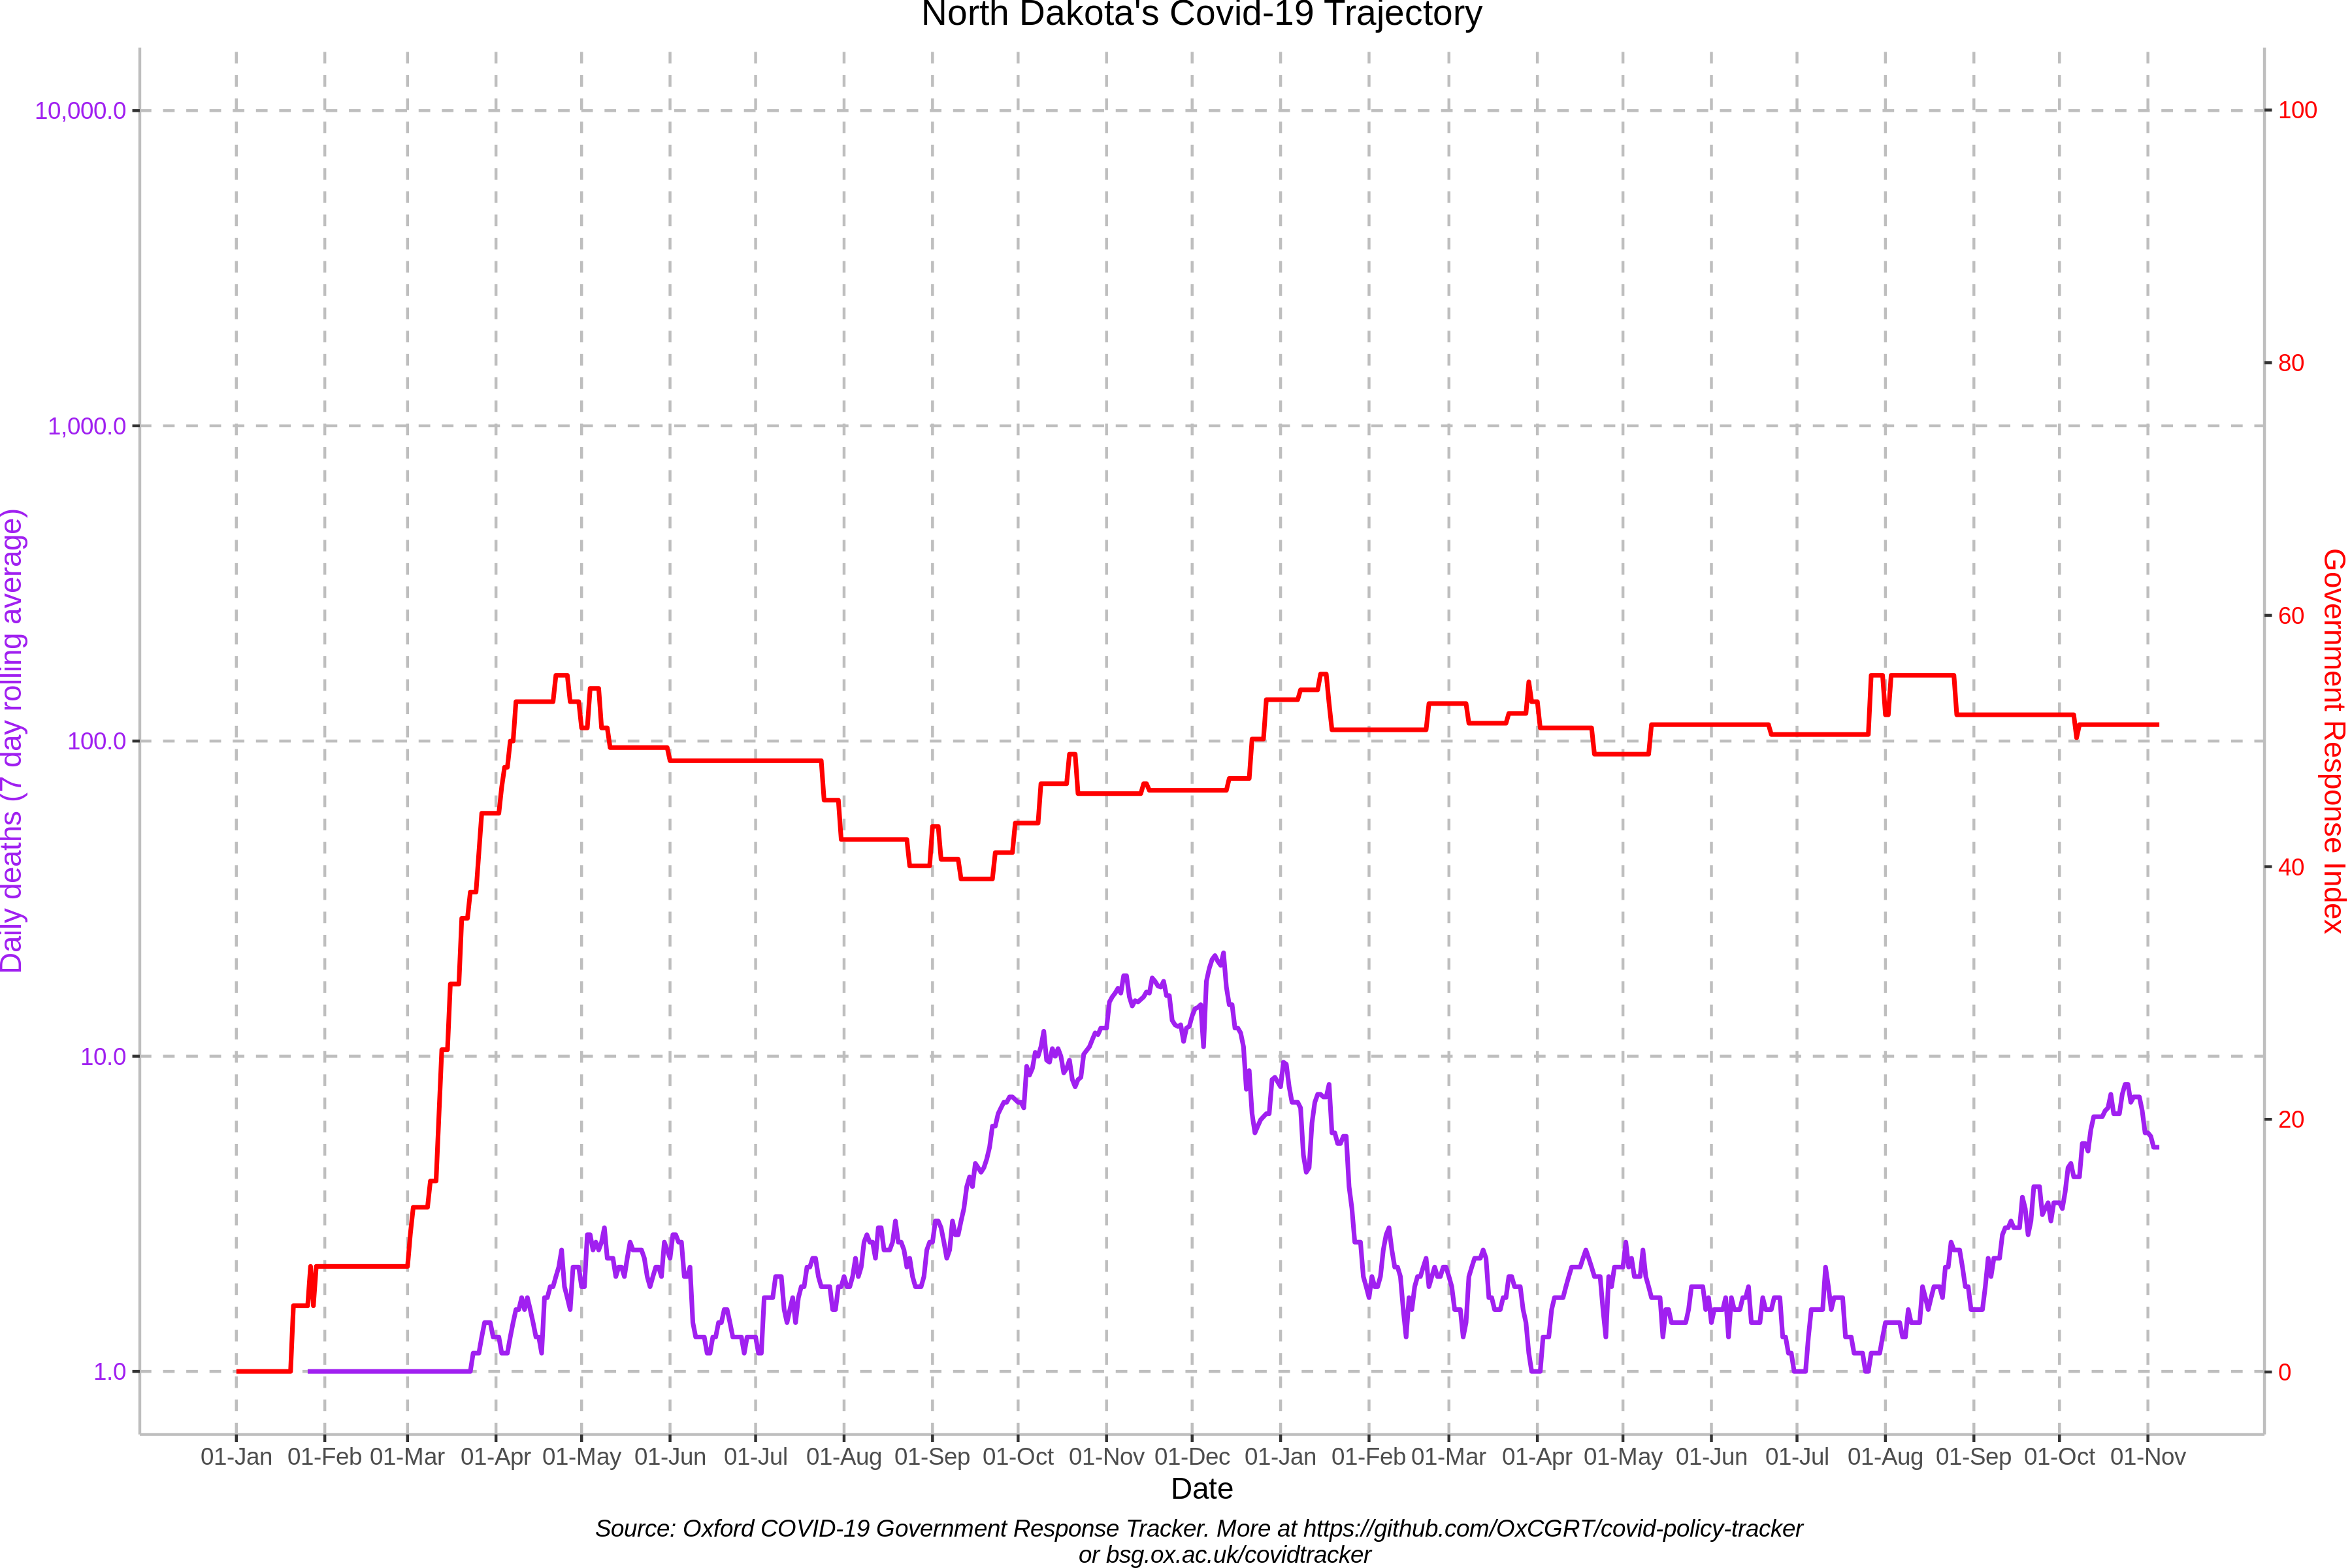 North Dakota's Covid-19 Trajectory
10,000.0
1,000.0
100.0
10.0
1.0
Daily deaths (7 day rolling average)
100
80
60
40
20
0
Government Response Index
01-Jan 01-Feb 01-Mar 01-Apr 01-May 01-Jun 01-Jul 01-Aug 01-Sep 01-Oct 01-Nov 01-Dec 01-Jan 01-Feb 01-Mar 01-Apr 01-May 01-Jun 01-Jul 01-Aug 01-Sep 01-Oct 01-Nov
Date
Source: Oxford COVID-19 Government Response Tracker. More at https://github.com/OxCGRT/covid-policy-tracker
or bsg.ox.ac.uk/covidtracker